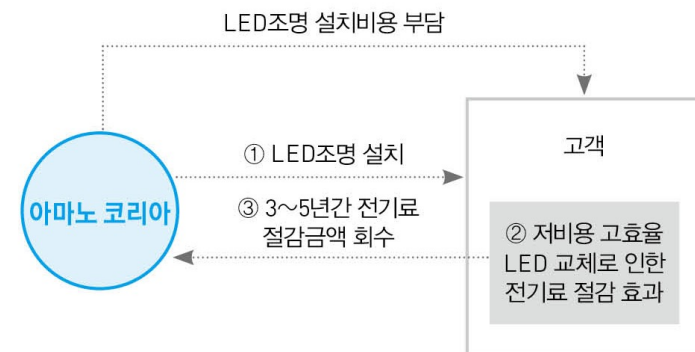 LED조명 설치비용 부담
고객
① LED조명 설치
아마노 코리아
③ 3~5년간 전기료
절감금액 회수
② 저비용 고효율
LED 교체로 인한
전기료 절감 효과